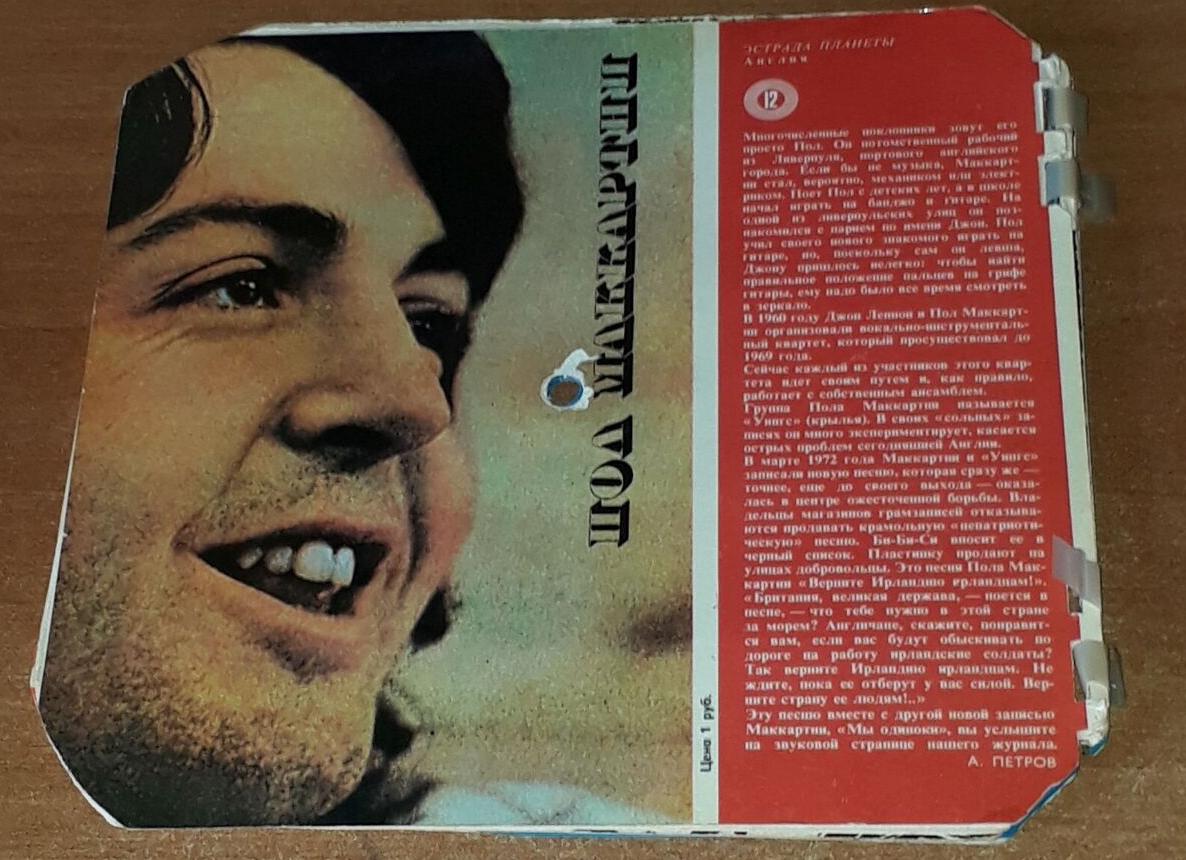 ПОЛ МАККАРТНИ
Цена 1 руб.
ЭСТРАДА ПЛАНЕТЫ
Англия
12
Многочисленные поклонники зовут его
просто Пол. Он потомственный рабочий
из Ливерпуля, портового английского
города. Если бы не музыка, Маккарт-
ни стал, вероятно, механиком или элект-
риком. Поет Пол с детских лет, а в школе
начал играть на банджо и гитаре. На
одной из ливерпульских улиц он поз-
накомился с парнем по имени Джон. Пол
учил своего нового знакомого играть на
гитаре, но, поскольку сам он левша,
Джону пришлось нелегко: чтобы найти
правильное положение пальцев на грифе
гитары, ему надо было все время смотреть
в зеркало.
В 1960 году Джон Леннон и Пол Маккарт-
ни организовали вокально-инструменталь-
ный квартет, который просуществовал до
1969 года.
Сейчас каждый из участников этого квар-
тета идет своим путем и, как правило,
работает с собственным ансамблем.
Группа Пола Маккартни называется
«Уингс» (крылья). В своих «сольных» за-
писях он много экспериментирует, касается
острых проблем сегодняшней Англии.
В марте 1972 года Маккартни и «Уингс»
записали новую песню, которая сразу же —
точнее, еще до своего выхода — оказа-
лась в центре ожесточенной борьбы. Вла-
дельцы магазинов грамзаписей отказыва-
ются продавать крамольную «непатриоти-
ческую» песню. Би-Би-Си вносит ее в
черный список. Пластинку продают на
улицах добровольцы. Это песня Пола Мак-
картни «Верните Ирландию ирландцам!».
«Британия, великая держава, — поется в
песне, — что тебе нужно в этой стране
за морем? Англичане, скажите, понравит-
ся вам, если вас будут обыскивать по
дороге на работу ирландские солдаты?
Так верните Ирландию ирландцам. Не
ждите, пока ее отберут у вас силой. Вер-
ните страну ее людям!..»
Эту песню вместе с другой новой записью
Маккартни, «Мы одиноки», вы услышите
на звуковой странице нашего журнала.
А. ПЕТРОВ